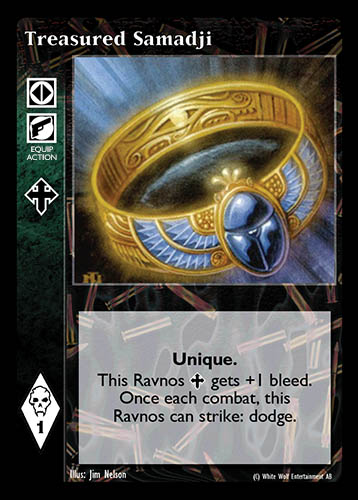 Treasured Samadji
EQUIP
ACTION
Unique.
This Ravnos gets +1 bleed.
Once each combat, this
Ravnos can strike: dodge.
1
Illus: Jim Nelson
(C) White Wolf Entertainment AB